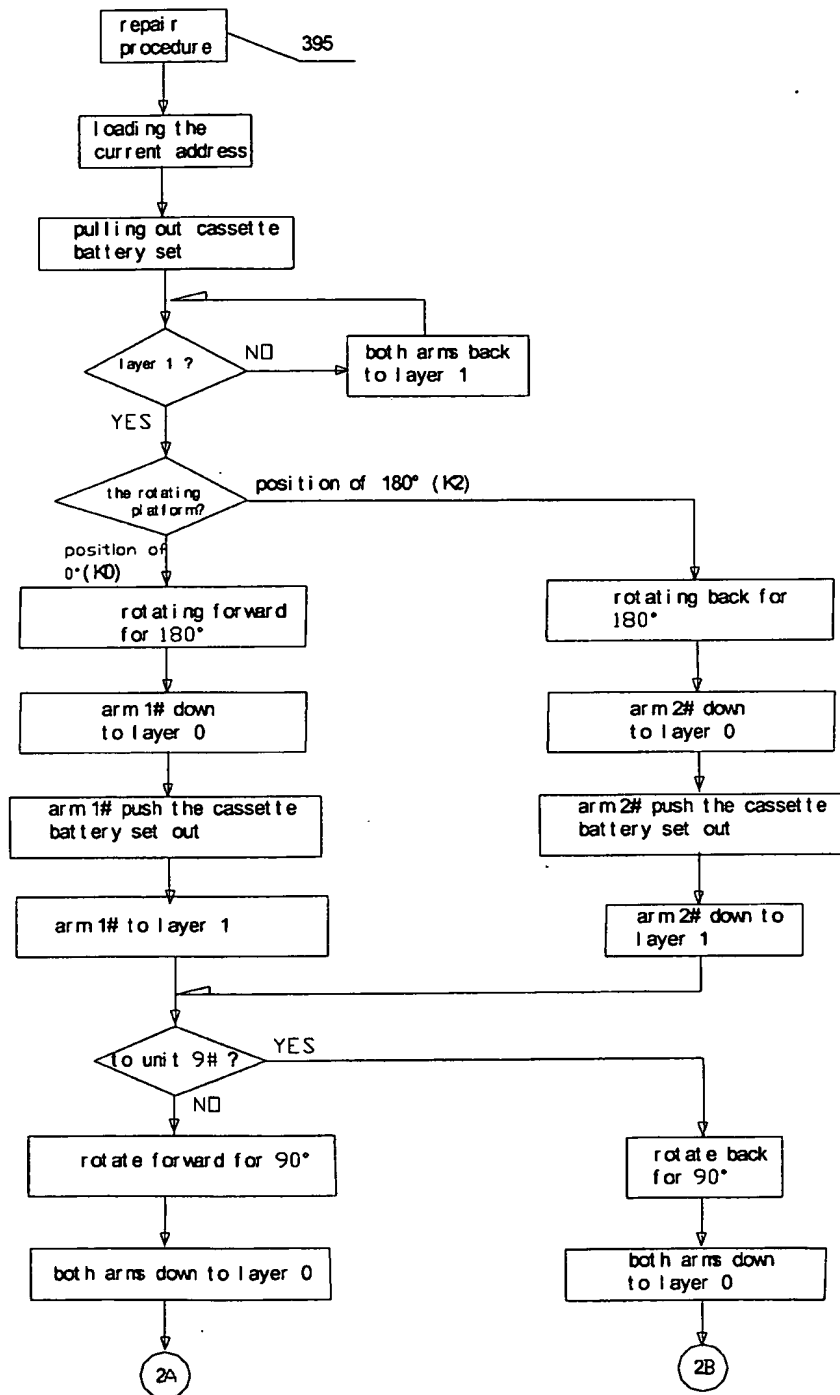 repair
procedure
395
loading the
current address
pulling out cassette
battery set
layer 1 ?
NO
both arms back
to layer 1
YES
the rotating
platform?
position of 180° (K2)
position of
0°(K0)
rotating forward
for 180°
rotating back for
180°
arm 1# down
to layer 0
arm 2# down
to layer 0
arm 1# push the cassette
battery set out
arm 2# push the cassette
battery set out
arm 1# to layer 1
arm 2# down to
layer 1
to unit 9# ?
YES
NO
rotate forward for 90°
rotate back
for 90°
both arms down to layer 0
both arms down
to layer 0
2A
2B